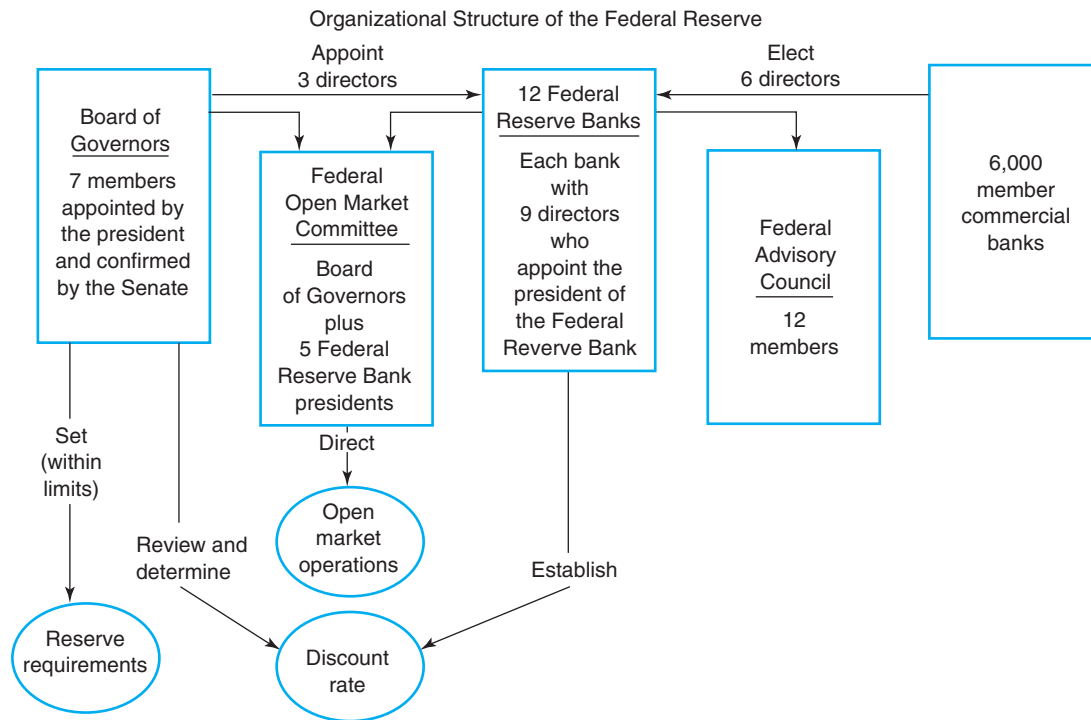 Organizational Structure of the Federal Reserve
Appoint
3 directors
Elect
6 directors
Board of
Governors
7 members
appointed by
the president
and confirmed
by the Senate
Federal
Open Market
Committee
Board
of Governors
plus
5 Federal
Reserve Bank
presidents
12 Federal
Reserve Banks
Each bank
with
9 directors
who
appoint the
president of
the Federal
Reverve Bank
Federal
Advisory
Council
12
members
6,000
member
commercial
banks
Set
(within
limits)
Review and
determine
Direct
Establish
Open
market
operations
Reserve
requirements
Discount
rate